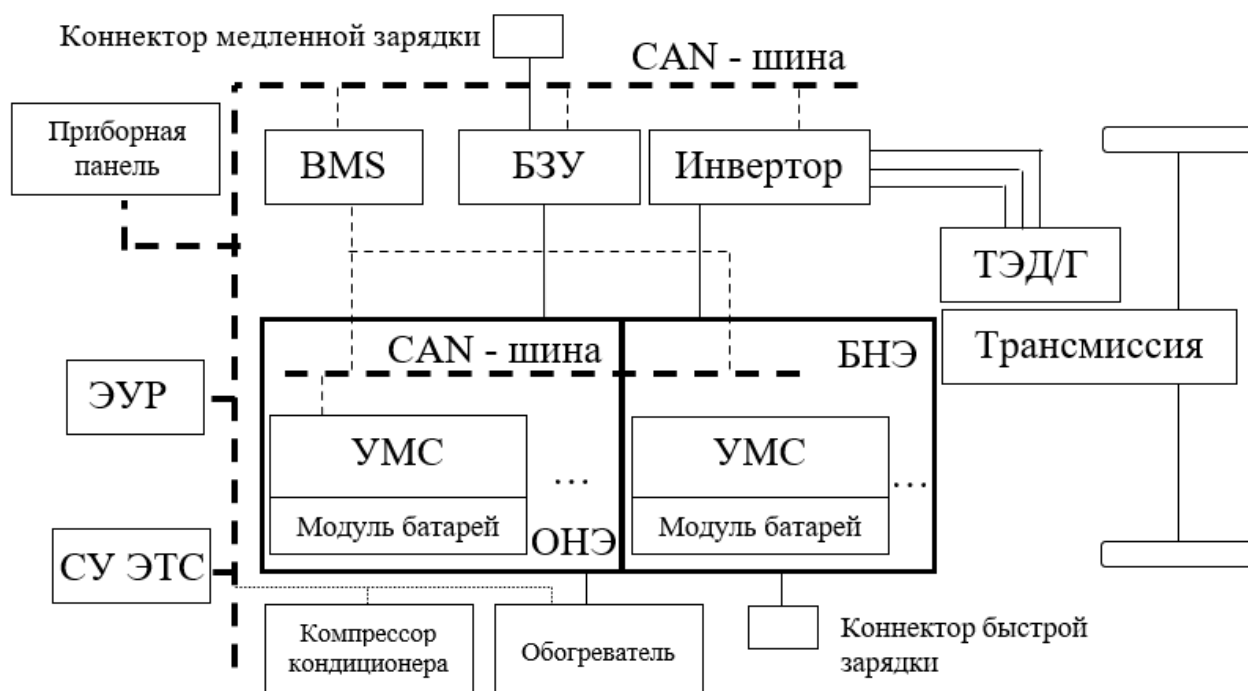 Коннектор медленной зарядки
CAN - шина
Приборная
панель
BMS
БЗУ
Инвертор
ТЭД/Г
Трансмиссия
CAN - шина
БНЭ
ЭУР
УМС
...
Модуль батарей
ОНЭ
УМС
...
Модуль батарей
СУ ЭТС
Компрессор
кондиционера
Обогреватель
Коннектор быстрой
зарядки